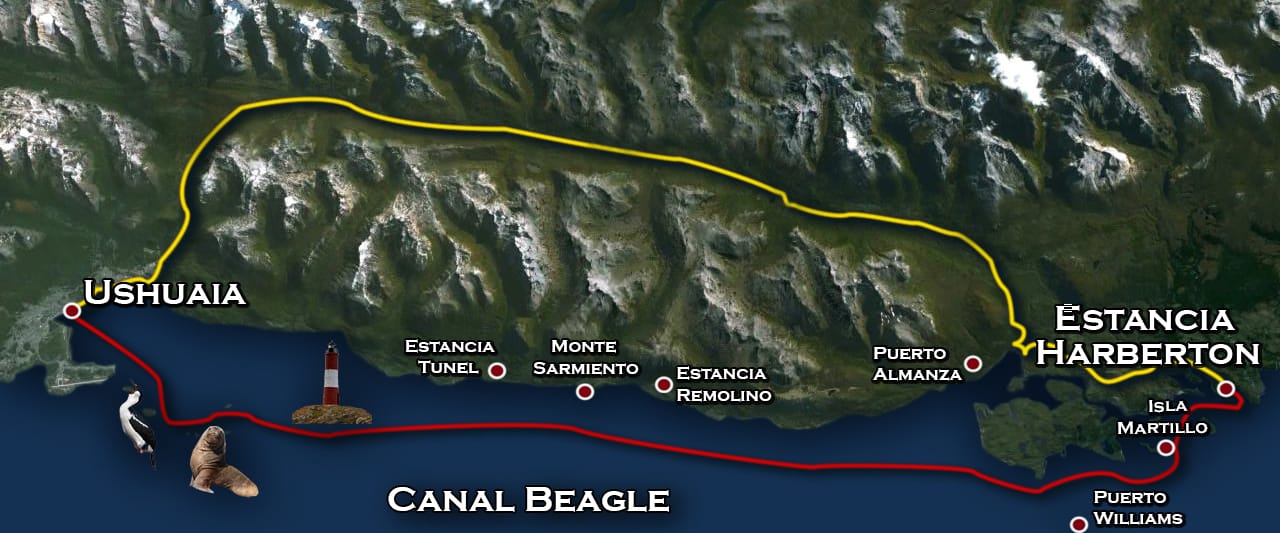 Ushuaia
Estancia
Harberton
Estancia
Tunel
Monte
Sarmiento
Estancia
Remolino
Puerto
Almanza
Isla
Martillo
Canal Beagle
Puerto
Williams